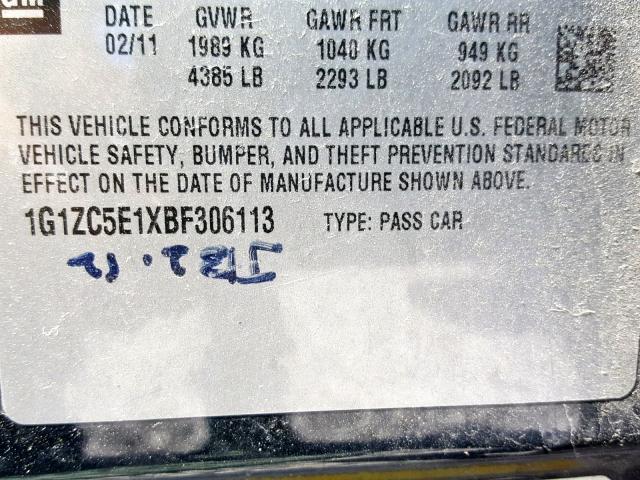 GM
DATE GVWR GAWR FRT GAWR RR
02/11 1989 KG 1040 KG 949 KG
4385 LB 2293 LB 2092 LB
THIS VEHICLE CONFORMS TO ALL APPLICABLE U.S. FEDERAL MOTOR
VEHICLE SAFETY, BUMPER, AND THEFT PREVENTION STANDARDS IN
EFFECT ON THE DATE OF MANUFACTURE SHOWN ABOVE.
1G1ZC5E1XBF306113 TYPE: PASS CAR